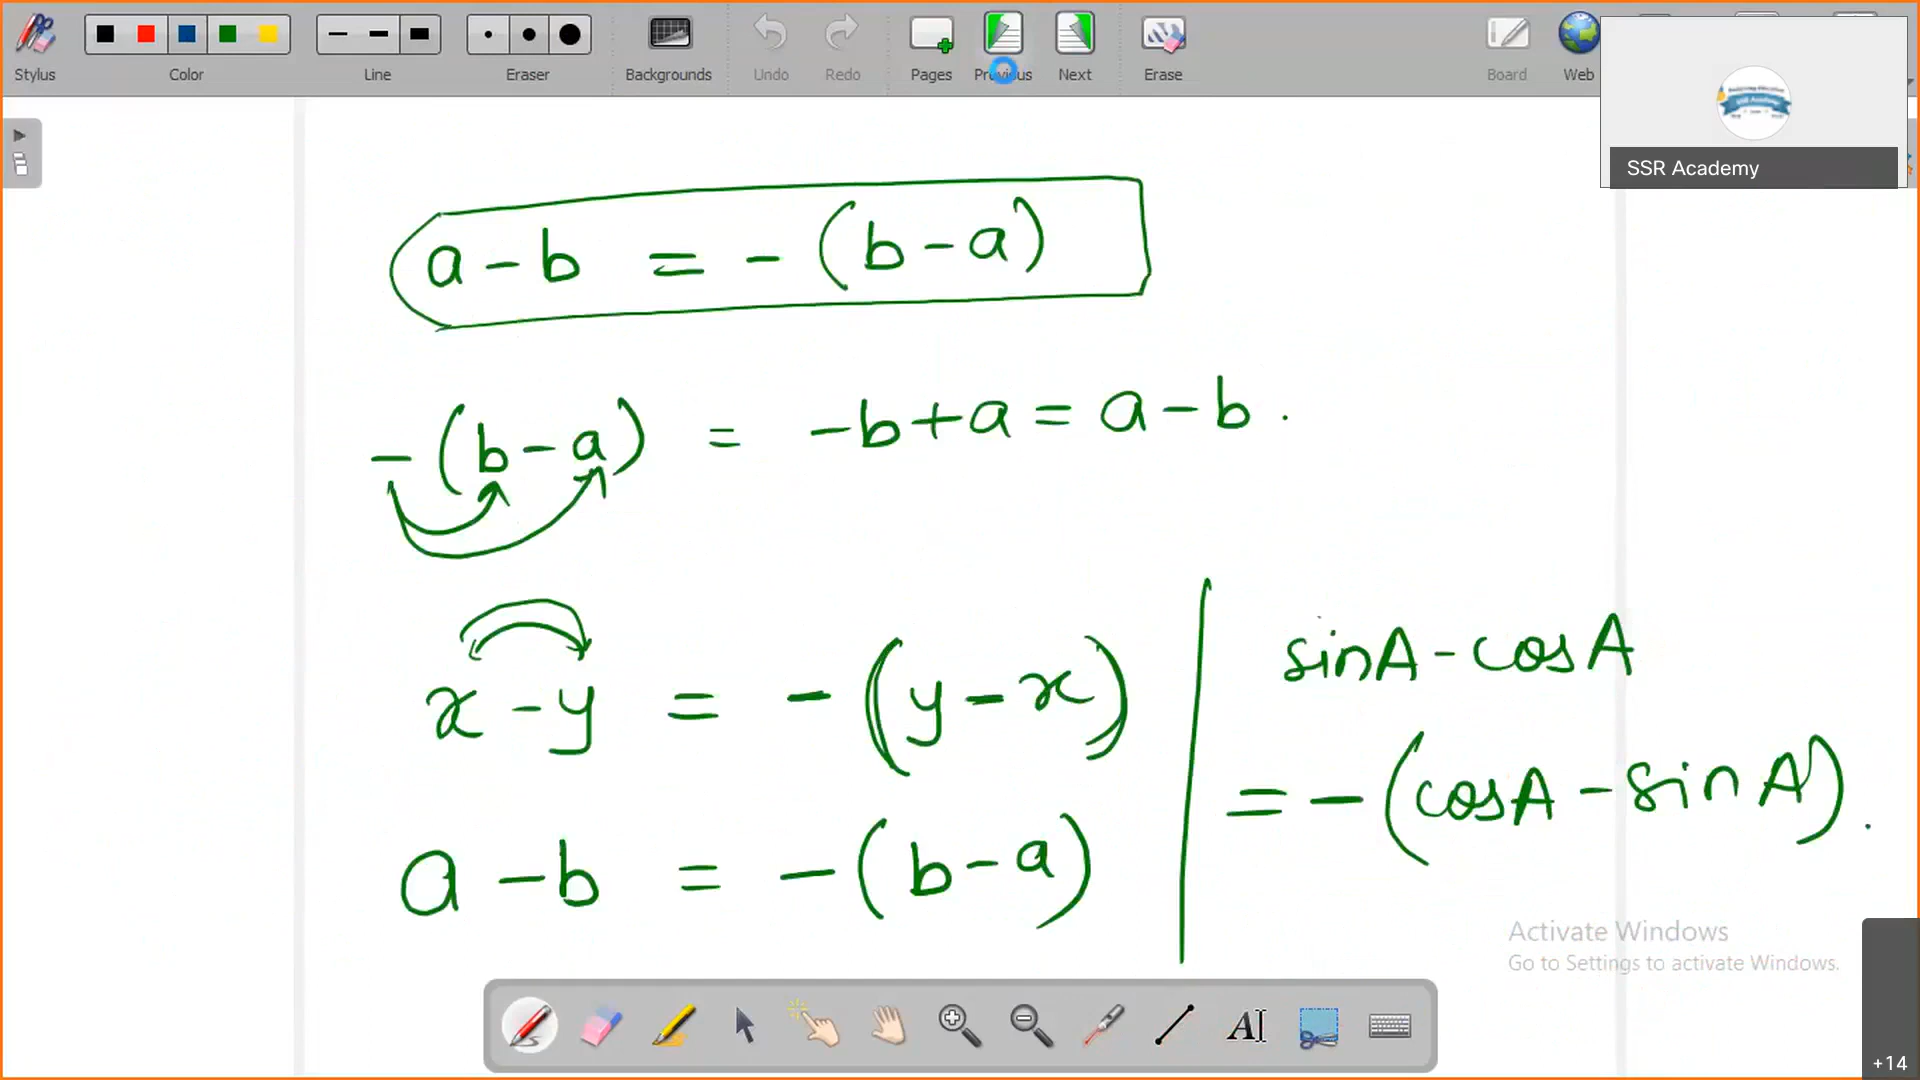 Stylus Color Line Eraser Backgrounds Undo Redo Pages Previous Next Erase Board Web
SSR Academy
a - b = - (b - a)
- (b - a) = - b + a = a - b .
x - y = - (y - x)
a - b = - (b - a)
sinA - cosA
= - (cosA - sinA) .
Activate Windows
Go to Settings to activate Windows.
+14